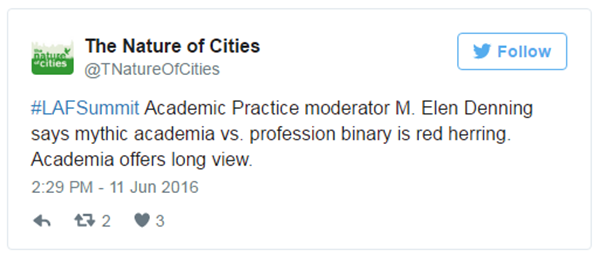 the
nature
of cities
The Nature of Cities
@TNatureOfCities
Follow
#LAFSummit Academic Practice moderator M. Elen Denning
says mythic academia vs. profession binary is red herring.
Academia offers long view.
2:29 PM - 11 Jun 2016
2 3